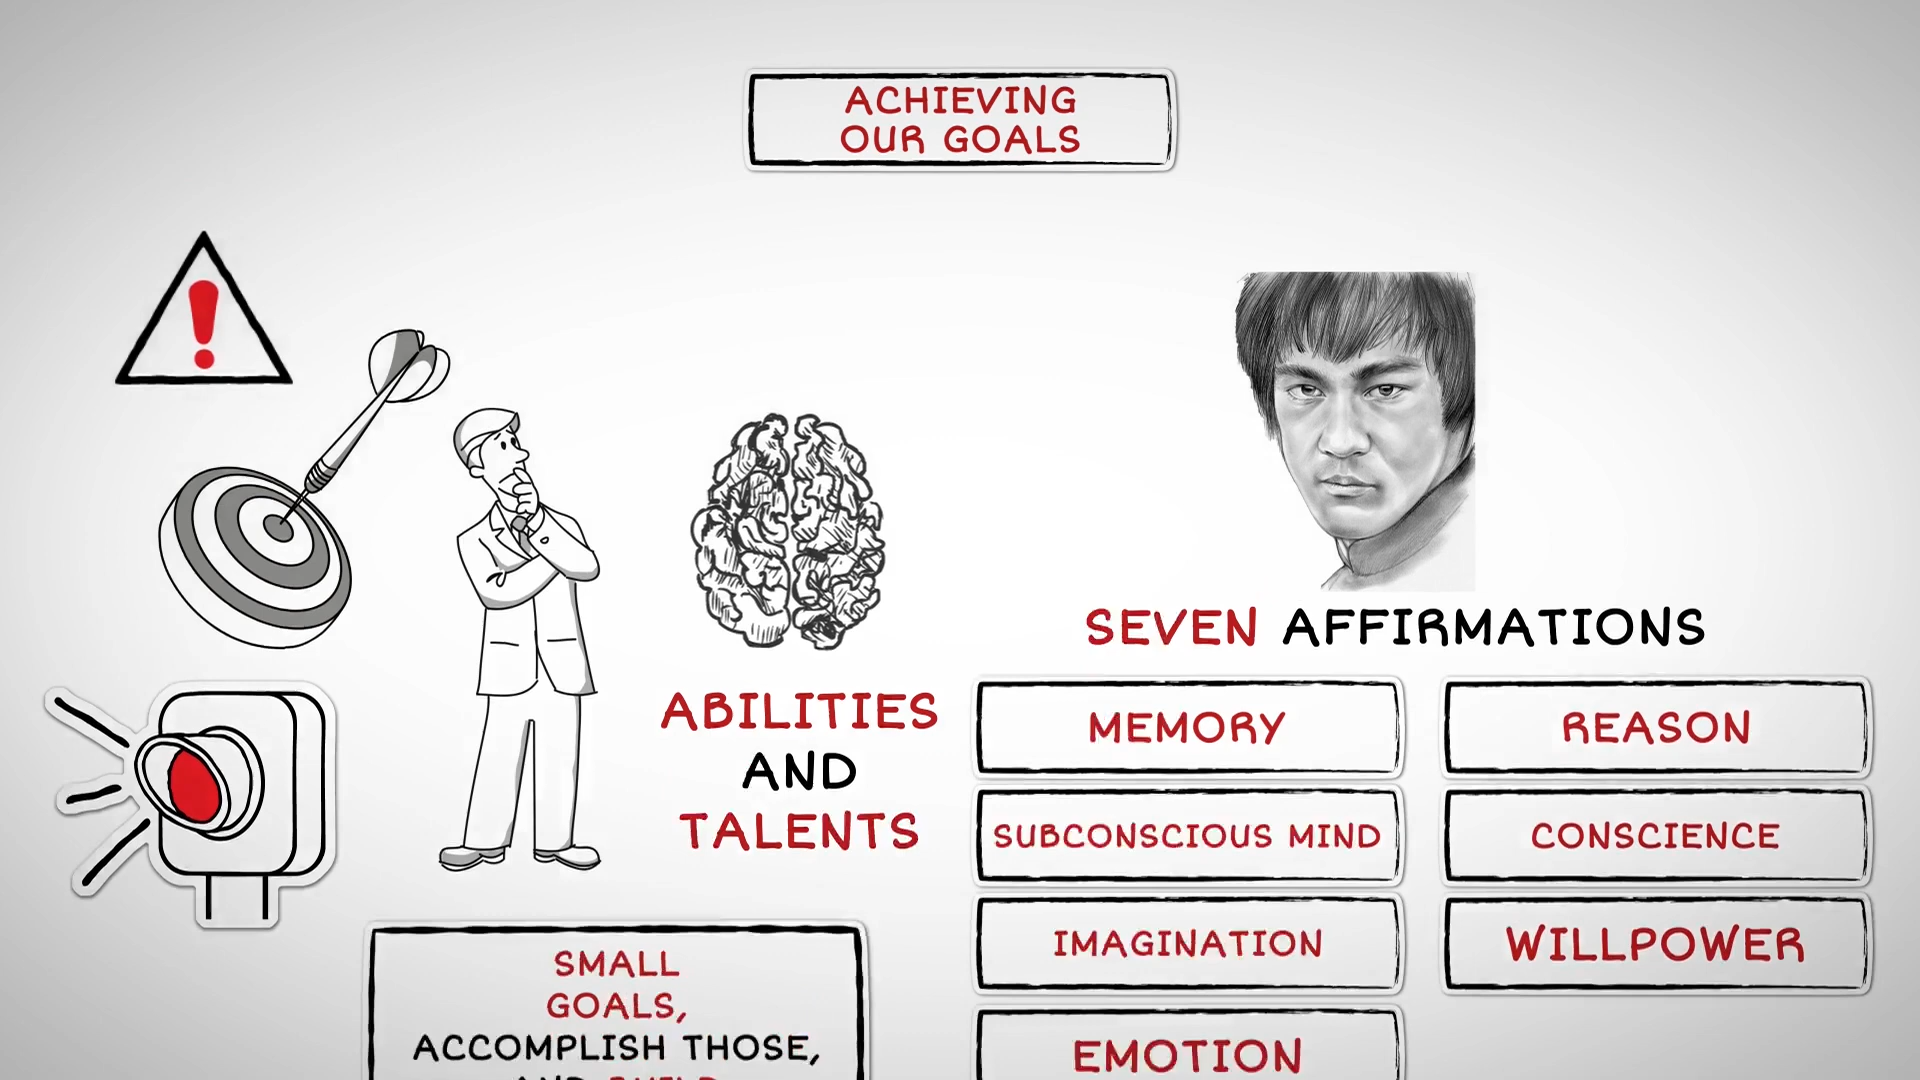 ACHIEVING
OUR GOALS
ABILITIES
AND
TALENTS
SMALL
GOALS,
ACCOMPLISH THOSE,
SEVEN AFFIRMATIONS
MEMORY
REASON
SUBCONSCIOUS MIND
CONSCIENCE
IMAGINATION
WILLPOWER
EMOTION